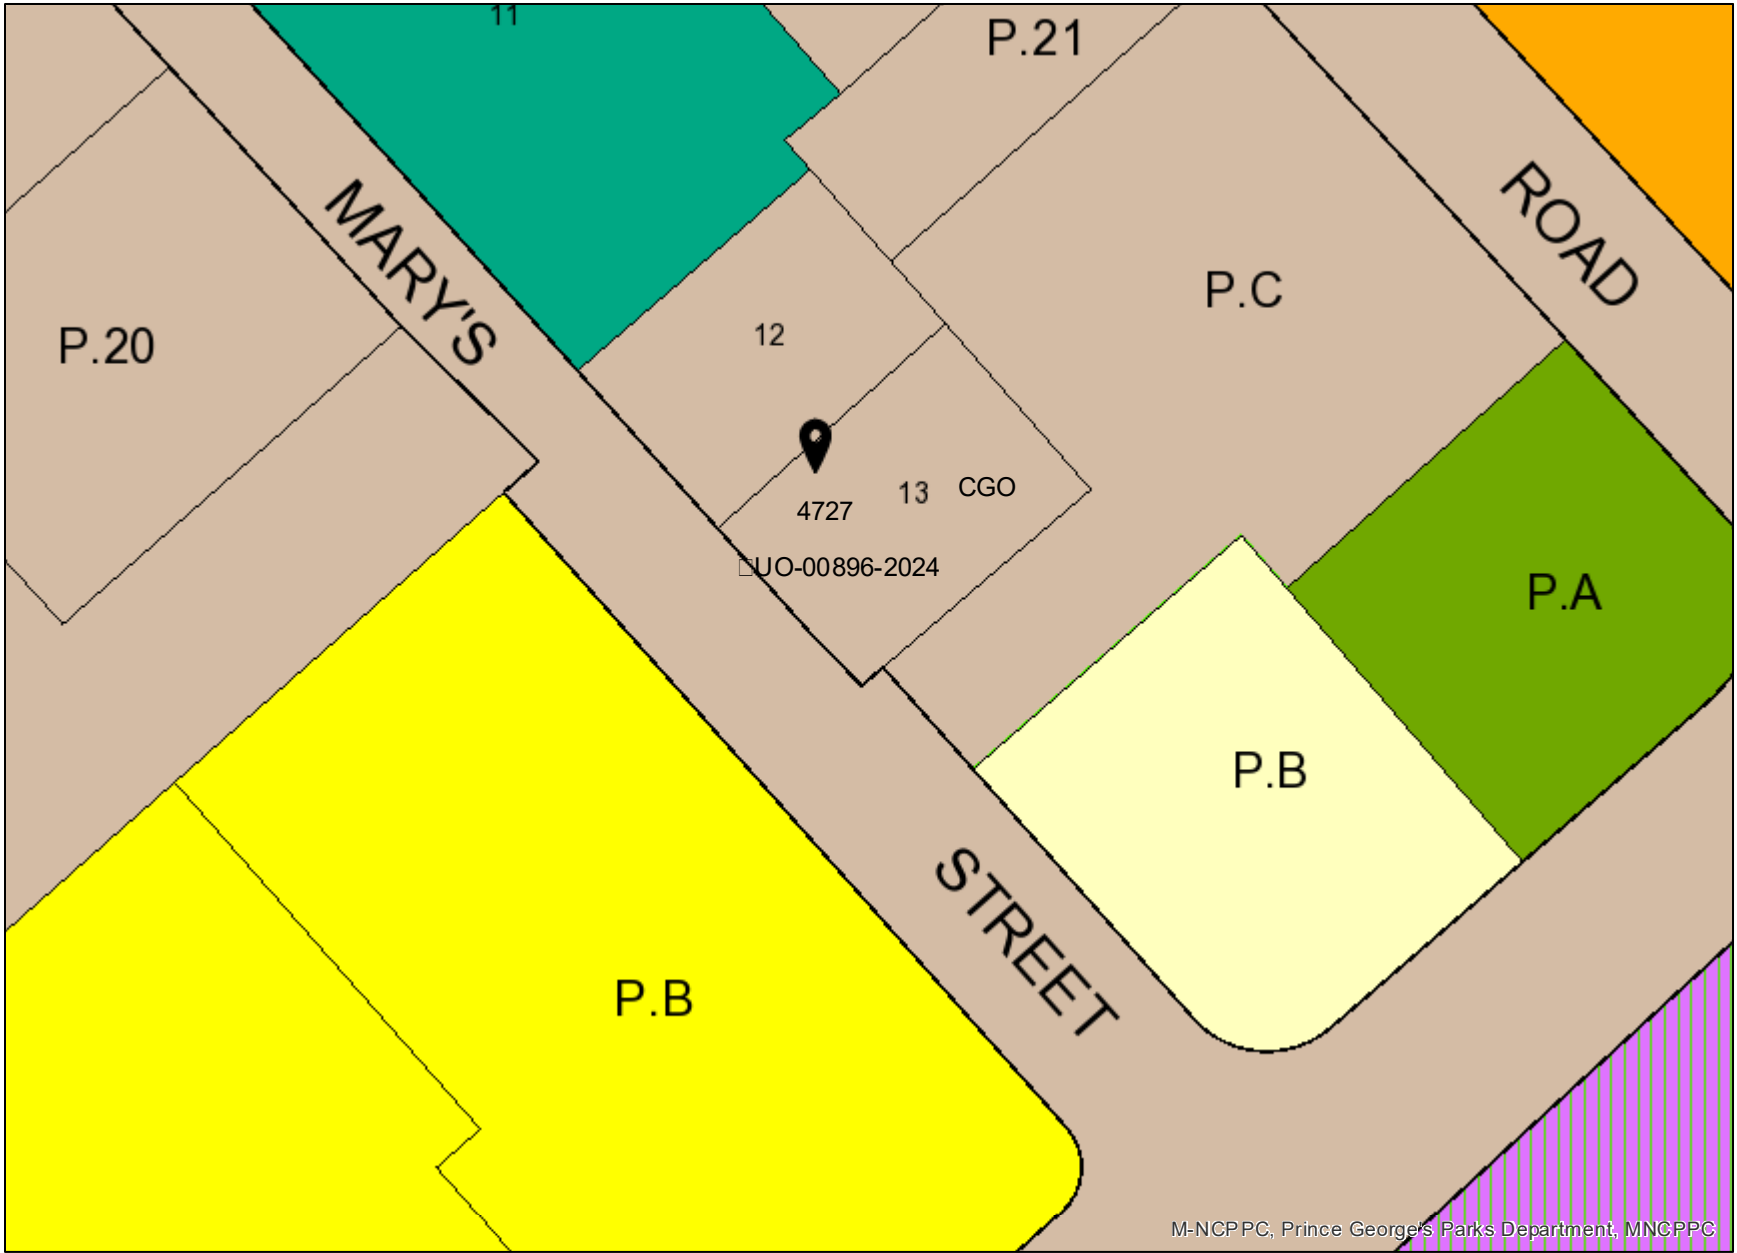 11
P.21
MARY'S
ROAD
P.C
12
P.20
13
CGO
4727
UO-00896-2024
P.A
P.B
STREET
P.B
M-NCPPC, Prince George's Parks Department, MNCPPC